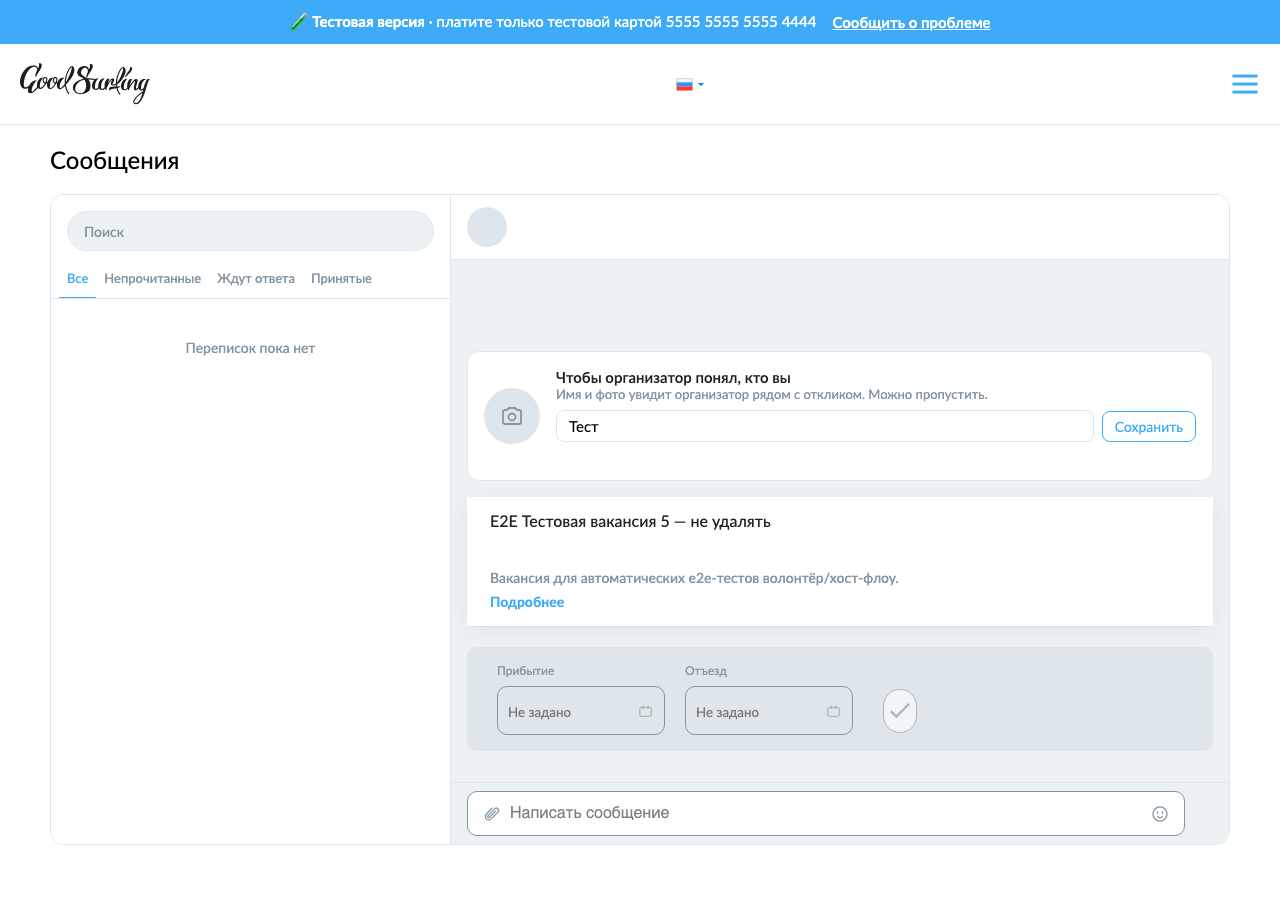 Тестовая версия · платите только тестовой картой 5555 5555 5555 4444 Сообщить о проблеме
GoodSurfing
Сообщения
Поиск
Все Непрочитанные Ждут ответа Принятые
Переписок пока нет
Чтобы организатор понял, кто вы
Имя и фото увидит организатор рядом с откликом. Можно пропустить.
Тест
Сохранить
E2E Тестовая вакансия 5 — не удалять
Вакансия для автоматических e2e-тестов волонтёр/хост-флоу.
Подробнее
Прибытие Отъезд
Не задано Не задано
Написать сообщение